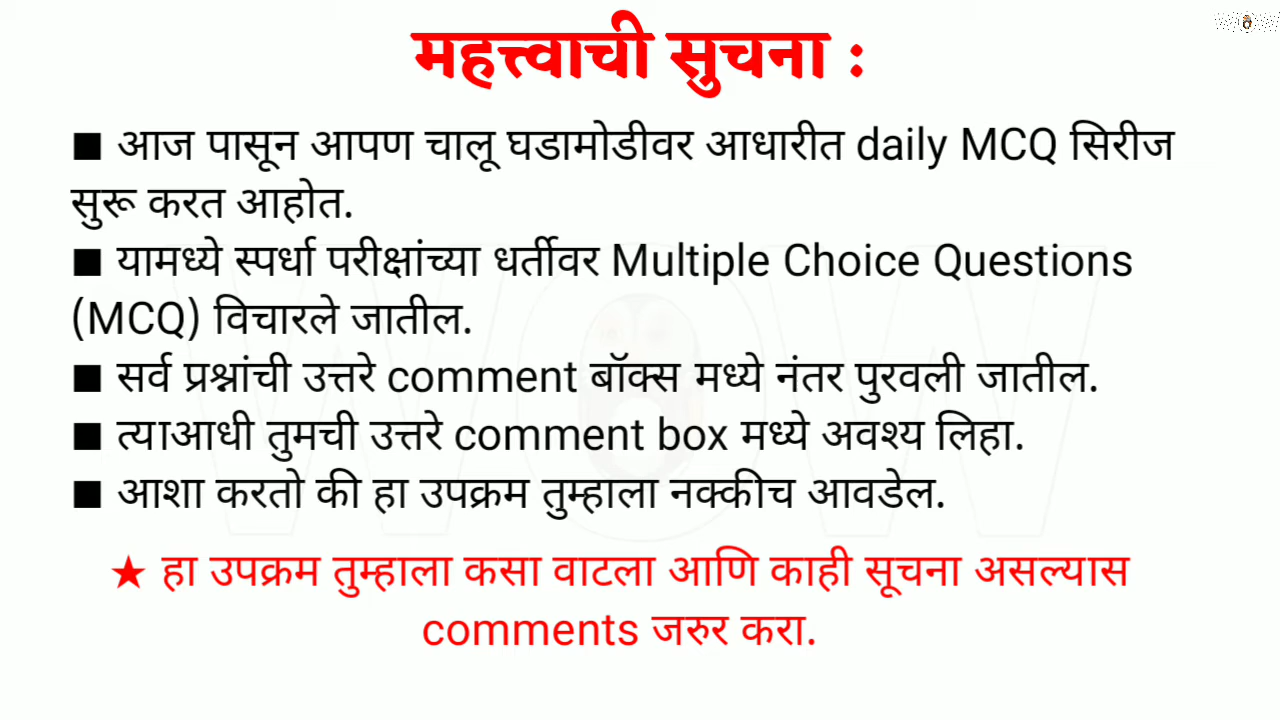 महत्त्वाची सुचना :
■ आज पासून आपण चालू घडामोडीवर आधारीत daily MCQ सिरीज
सुरू करत आहोत.
■ यामध्ये स्पर्धा परीक्षांच्या धर्तीवर Multiple Choice Questions
(MCQ) विचारले जातील.
■ सर्व प्रश्नांची उत्तरे comment बॉक्स मध्ये नंतर पुरवली जातील.
■ त्याआधी तुमची उत्तरे comment box मध्ये अवश्य लिहा.
■ आशा करतो की हा उपक्रम तुम्हाला नक्कीच आवडेल.
★ हा उपक्रम तुम्हाला कसा वाटला आणि काही सूचना असल्यास
comments जरुर करा.
WOW